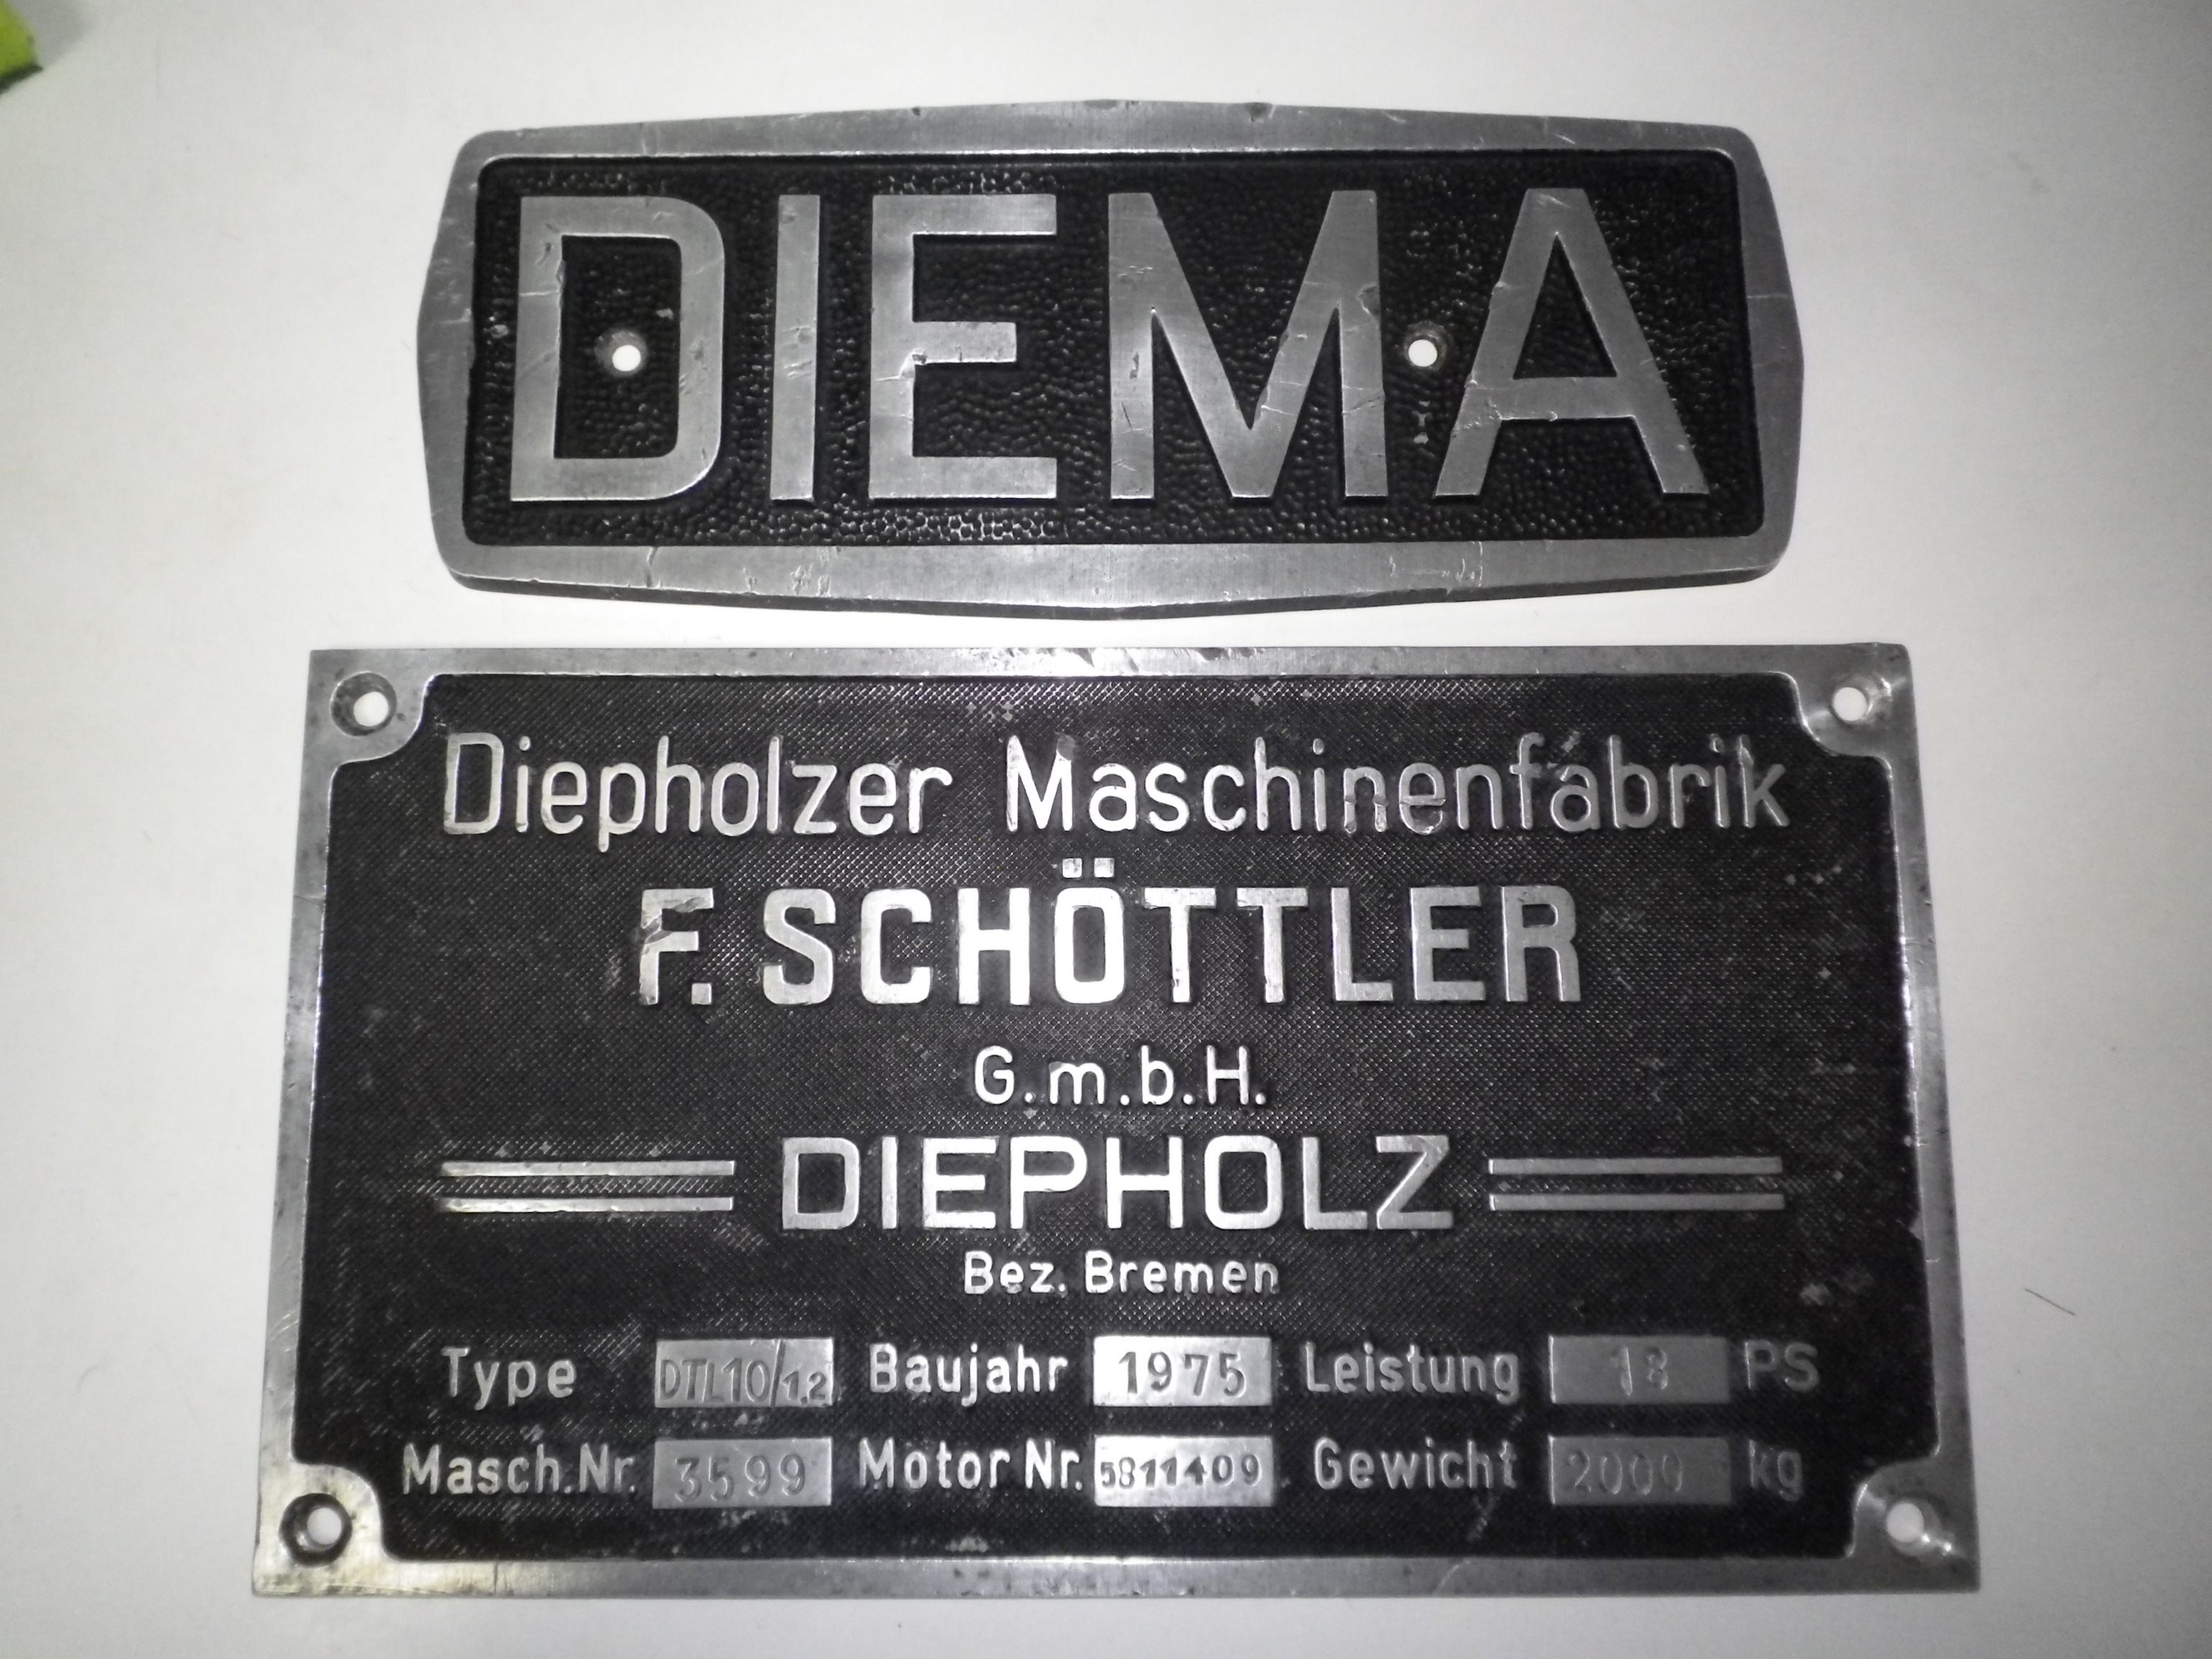 DIEMA
Diepholzer Maschinenfabrik
F. SCHÖTTLER
G.m.b.H.
DIEPHOLZ
Bez. Bremen
Type DTL10/1,2 Baujahr 1975 Leistung 18 PS
Masch.Nr. 3599 Motor Nr. 5811409 Gewicht 2000 kg